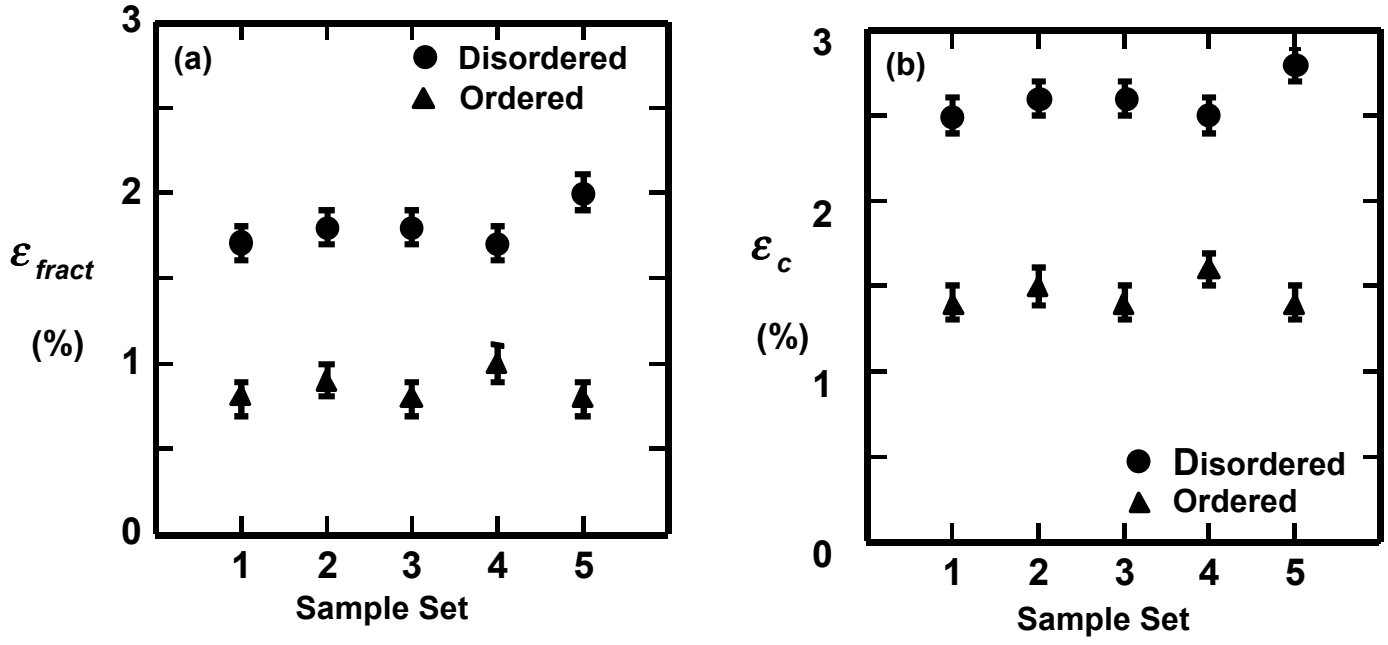 3
(a)
Disordered
Ordered
2
ε fract
(%)
1
0
1 2 3 4 5
Sample Set
3
(b)
2
ε c
(%)
1
Disordered
Ordered
0
1 2 3 4 5
Sample Set